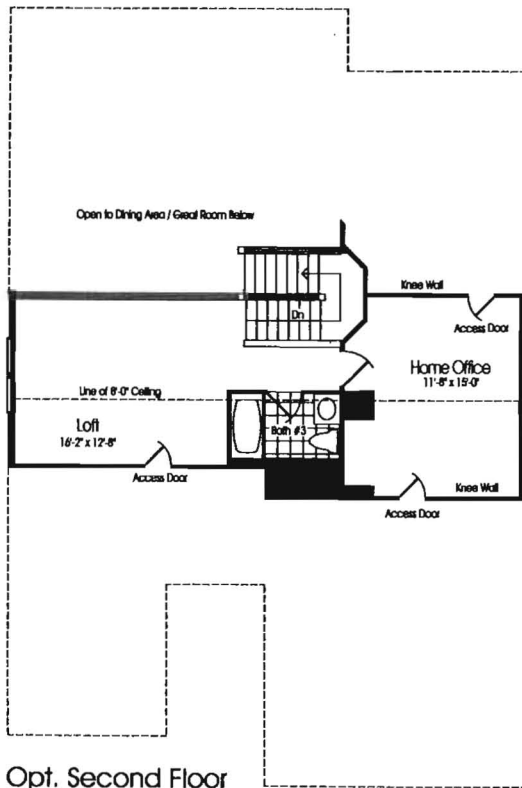 Open to Dining Area / Great Room Below
Knee Wall
Dn
Access Door
Home Office
11'-8" x 15'-0"
Line of 8'-0" Ceiling
Loft
16'-2" x 12'-8"
Bath #3
Access Door
Knee Wall
Access Door
Opt. Second Floor